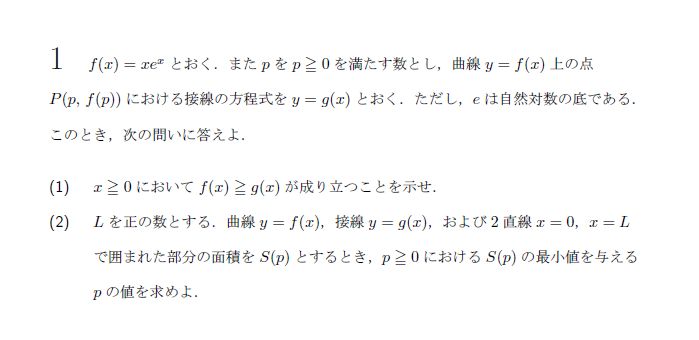 1 f(x) = xeˣ とおく．また p を p ≧ 0 を満たす数とし，曲線 y = f(x) 上の点
P(p, f(p)) における接線の方程式を y = g(x) とおく．ただし，e は自然対数の底である．
このとき，次の問いに答えよ．
(1) x ≧ 0 において f(x) ≧ g(x) が成り立つことを示せ．
(2) L を正の数とする．曲線 y = f(x)，接線 y = g(x)，および 2 直線 x = 0，x = L
で囲まれた部分の面積を S(p) とするとき，p ≧ 0 における S(p) の最小値を与える
p の値を求めよ．